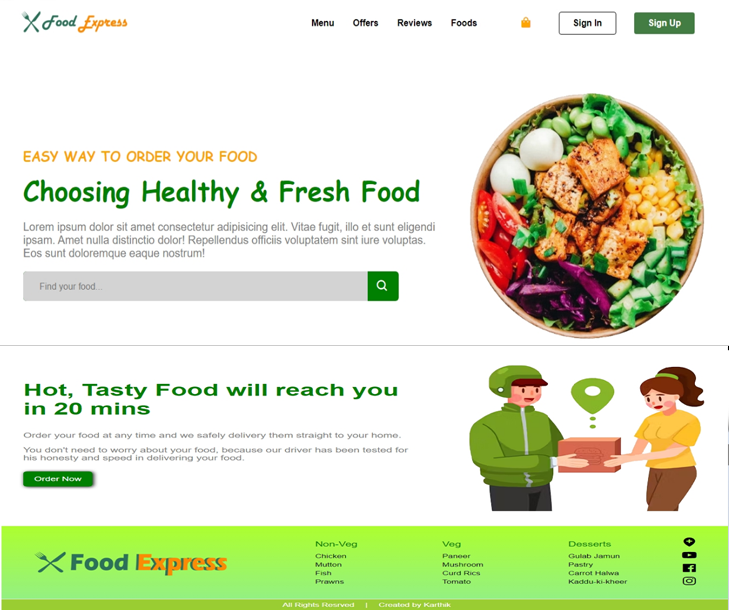 Food Express
Menu Offers Reviews Foods Sign In Sign Up
EASY WAY TO ORDER YOUR FOOD
Choosing Healthy & Fresh Food
Lorem ipsum dolor sit amet consectetur adipisicing elit. Vitae fugit, illo et sunt eligendi
ipsam. Amet nulla distinctio dolor! Repellendus officiis voluptatem sint iure voluptas.
Eos sunt doloremque eaque nostrum!
Find your food...
Hot, Tasty Food will reach you
in 20 mins
Order your food at any time and we safely delivery them straight to your home.
You don't need to worry about your food, because our driver has been tested for
his honesty and speed in delivering your food.
Order Now
Food Express
Non-Veg
Chicken
Mutton
Fish
Prawns
Veg
Paneer
Mushroom
Curd Rics
Tomato
Desserts
Gulab Jamun
Pastry
Carrot Halwa
Kaddu-ki-kheer
All Rights Resrved | Created by Karthik